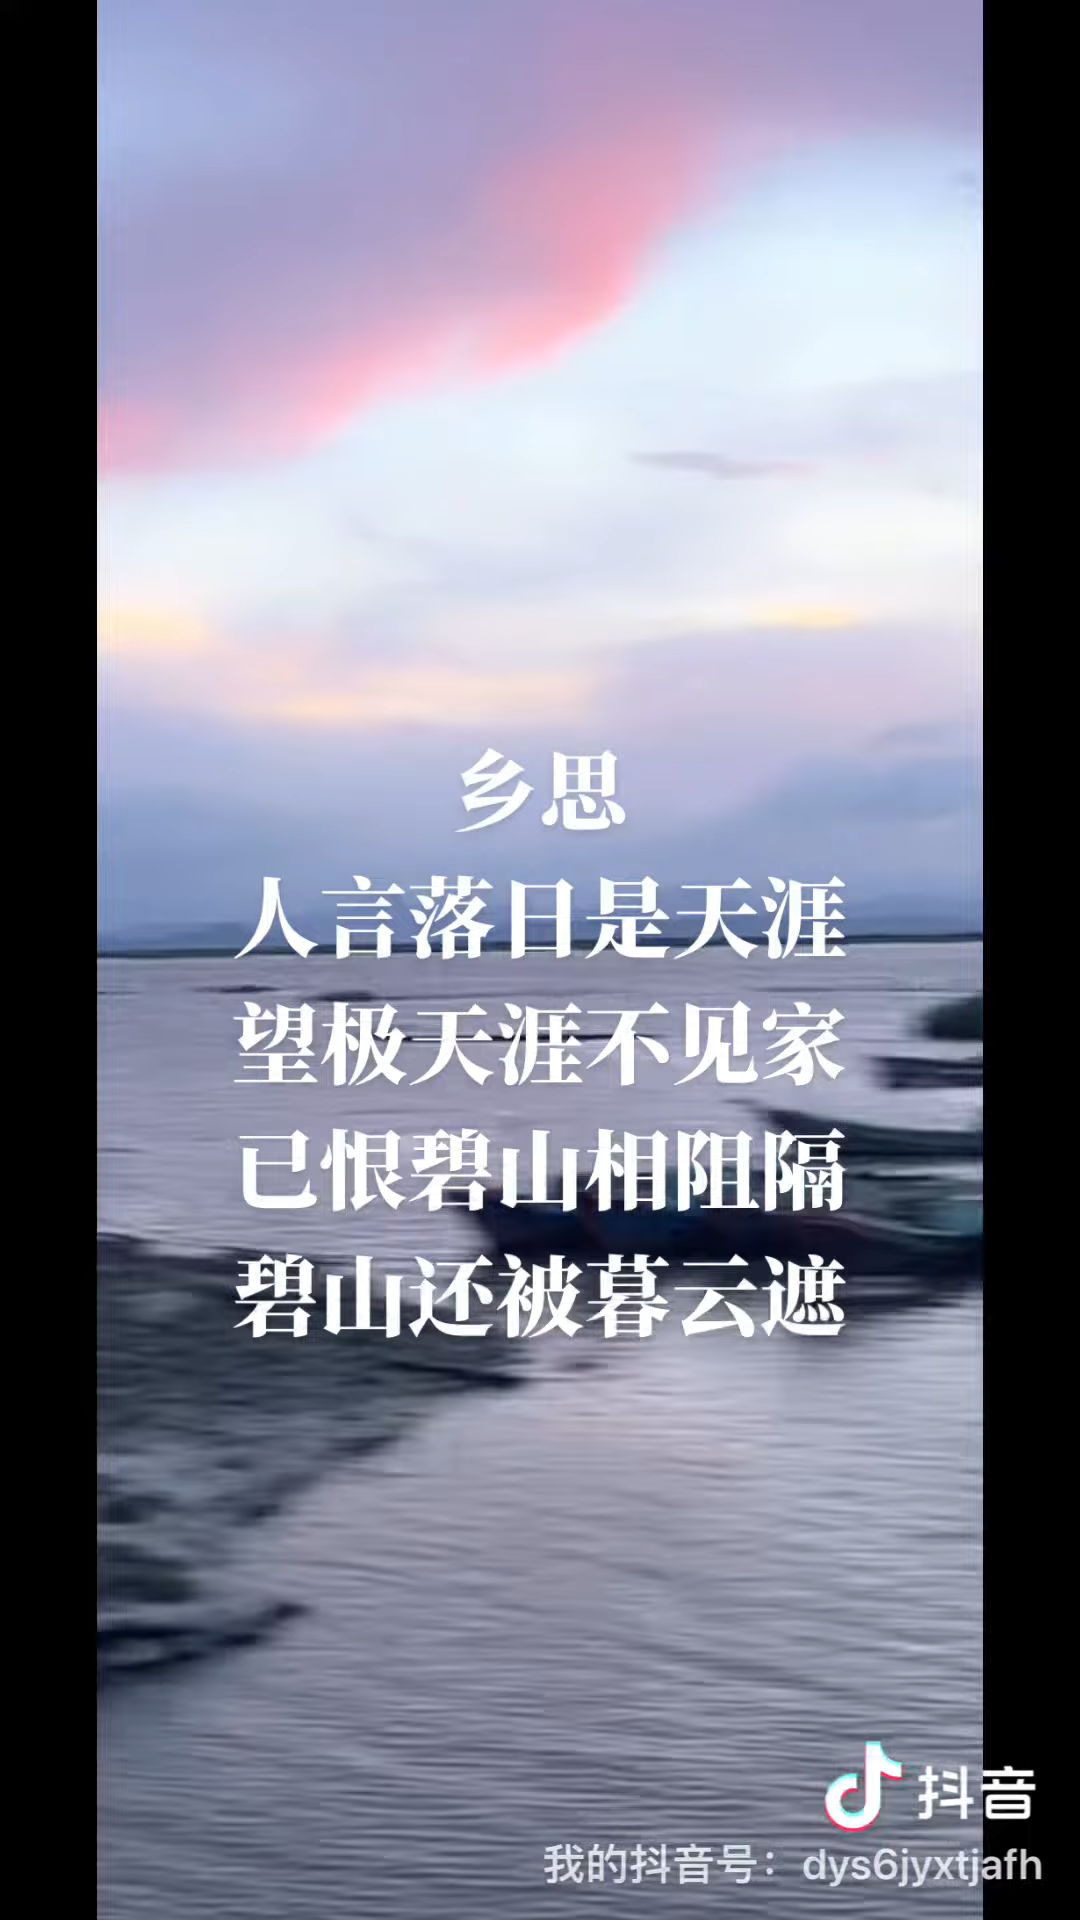 乡思
人言落日是天涯
望极天涯不见家
已恨碧山相阻隔
碧山还被暮云遮
抖音
我的抖音号：dys6jyxtjafh